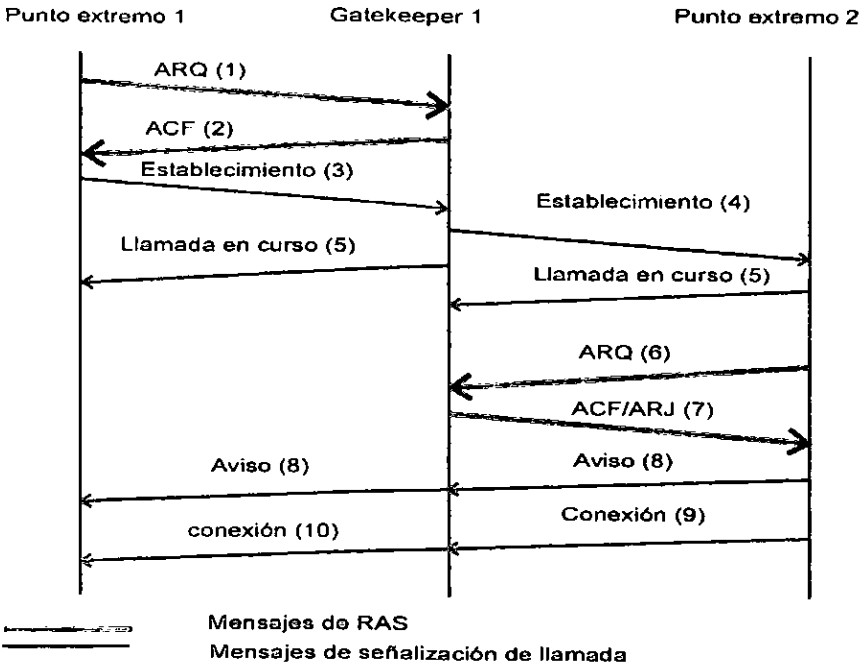 Punto extremo 1 Gatekeeper 1 Punto extremo 2
ARQ (1)
ACF (2)
Establecimiento (3)
Establecimiento (4)
Llamada en curso (5)
Llamada en curso (5)
ARQ (6)
ACF/ARJ (7)
Aviso (8) Aviso (8)
Conexión (9)
conexión (10)
Mensajes de RAS
Mensajes de señalización de llamada